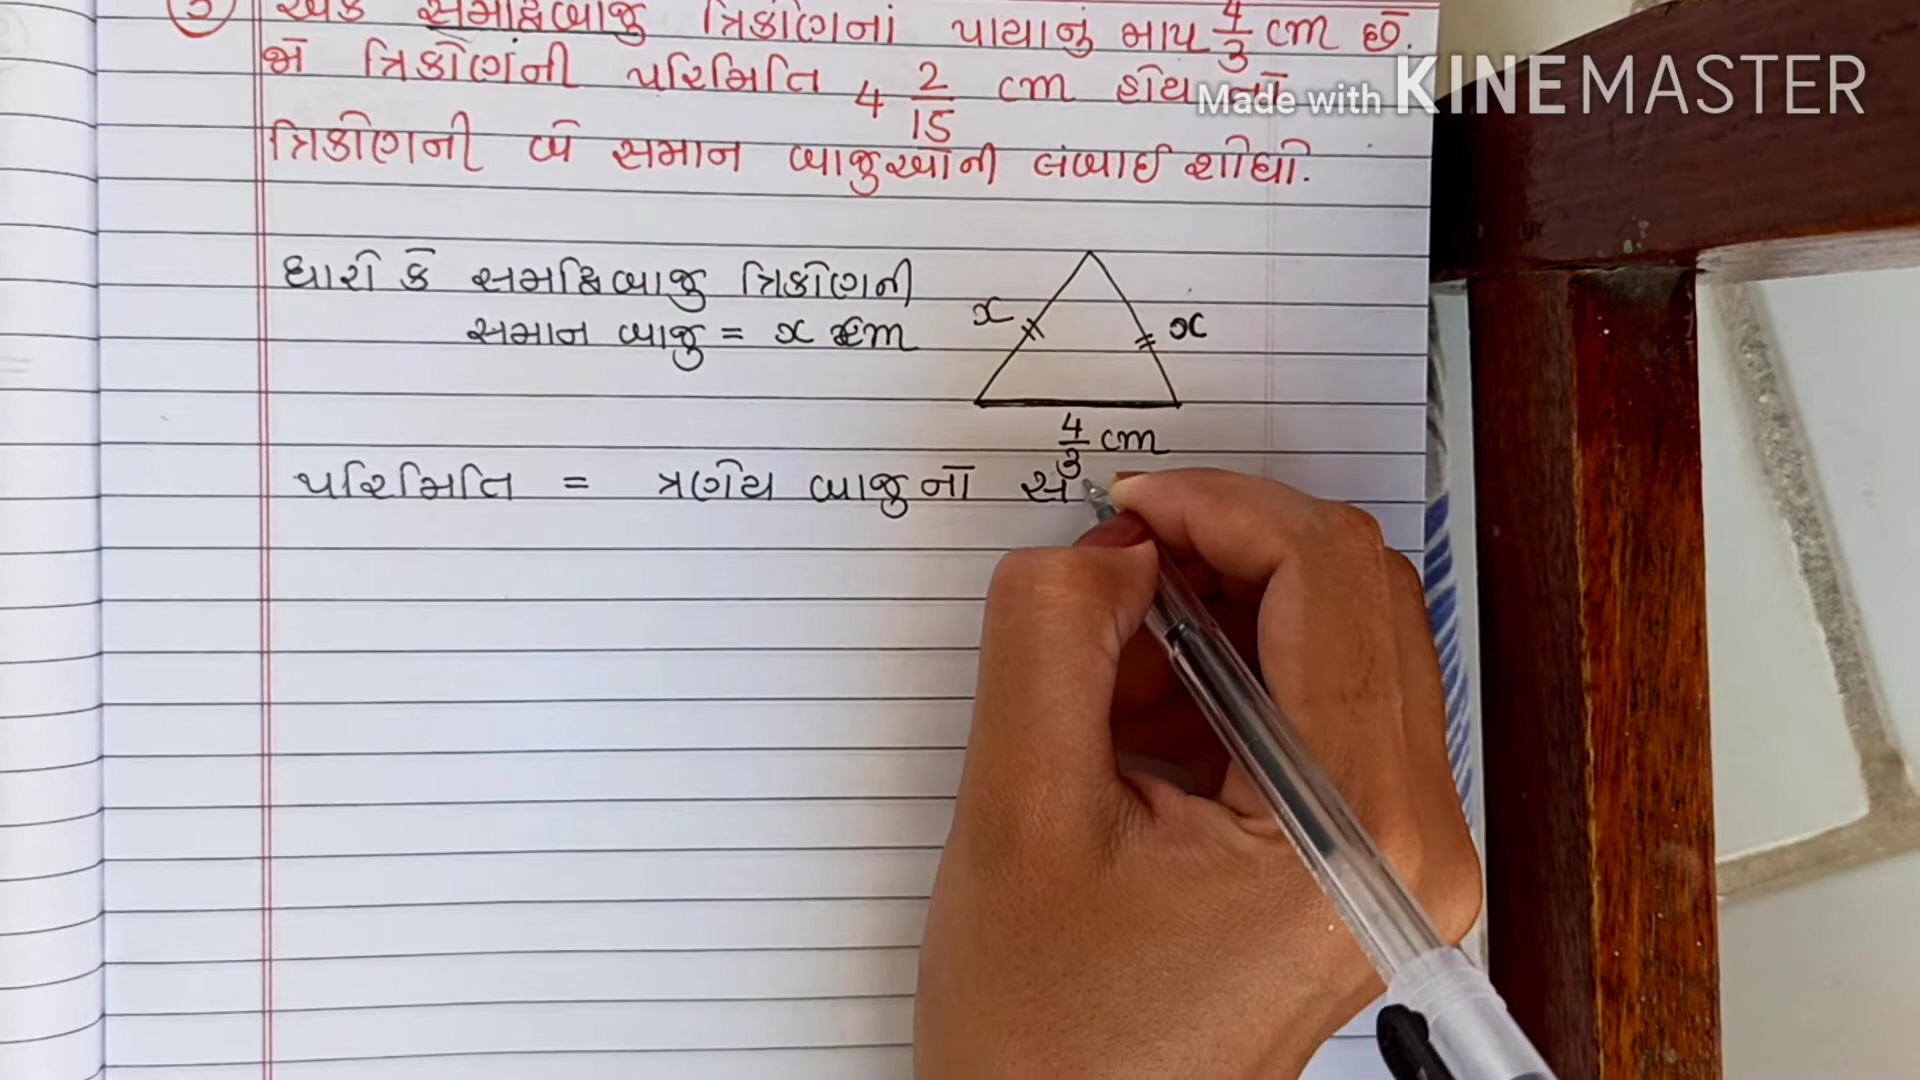 ૩ એક સમદ્વિબાજુ ત્રિકોણનાં પાયાનું માપ 4/3 cm છે.
જો ત્રિકોણની પરિમિતિ 4 2/15 cm હોય તો
Made with KINEMASTER
ત્રિકોણની બે સમાન બાજુઓની લંબાઈ શોધો.
ધારો કે સમદ્વિબાજુ ત્રિકોણની
સમાન બાજુ = x cm
x x
4/3 cm
પરિમિતિ = ત્રણેય બાજુનો સ